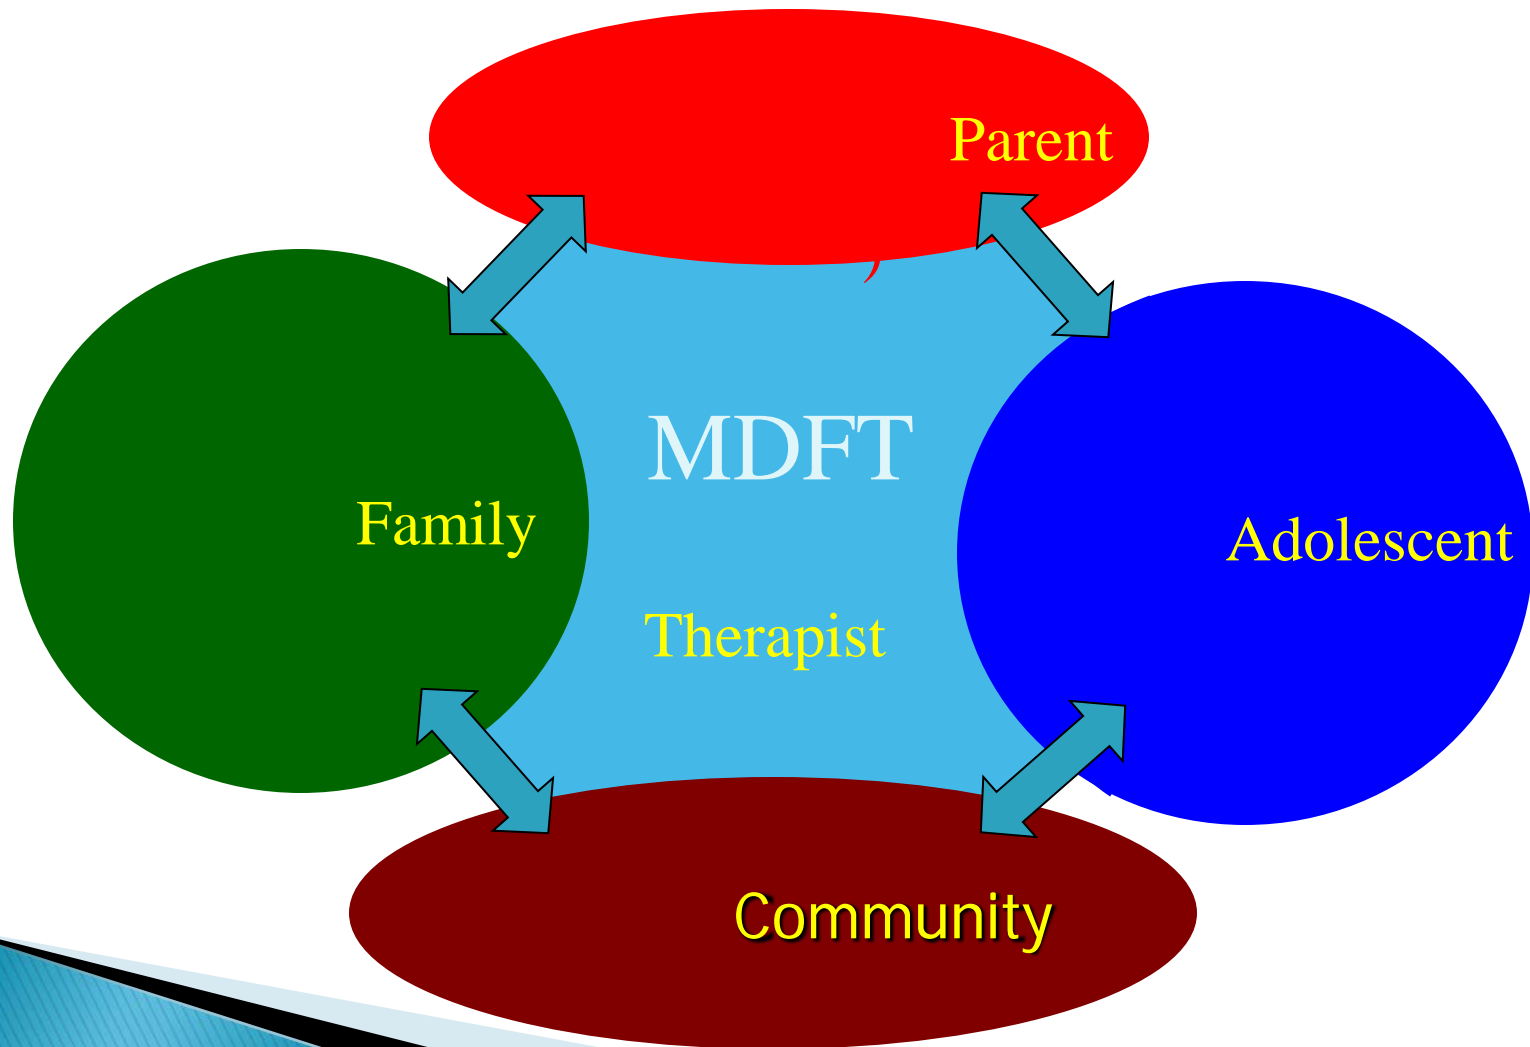 Parent
)
MDFT
Family
Adolescent
Therapist
Community